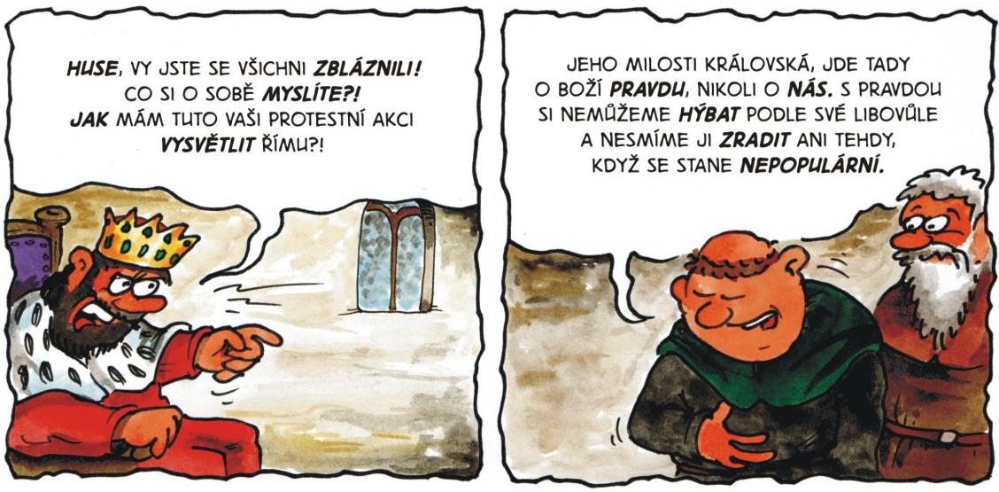 HUSE, VY JSTE SE VŠICHNI ZBLÁZNILI!
CO SI O SOBĚ MYSLÍTE?!
JAK MÁM TUTO VAŠI PROTESTNÍ AKCI
VYSVĚTLIT ŘÍMU?!
JEHO MILOSTI KRÁLOVSKÁ, JDE TADY
O BOŽÍ PRAVDU, NIKOLI O NÁS. S PRAVDOU
SI NEMŮŽEME HÝBAT PODLE SVÉ LIBOVŮLE
A NESMÍME JI ZRADIT ANI TEHDY,
KDYŽ SE STANE NEPOPULÁRNÍ.